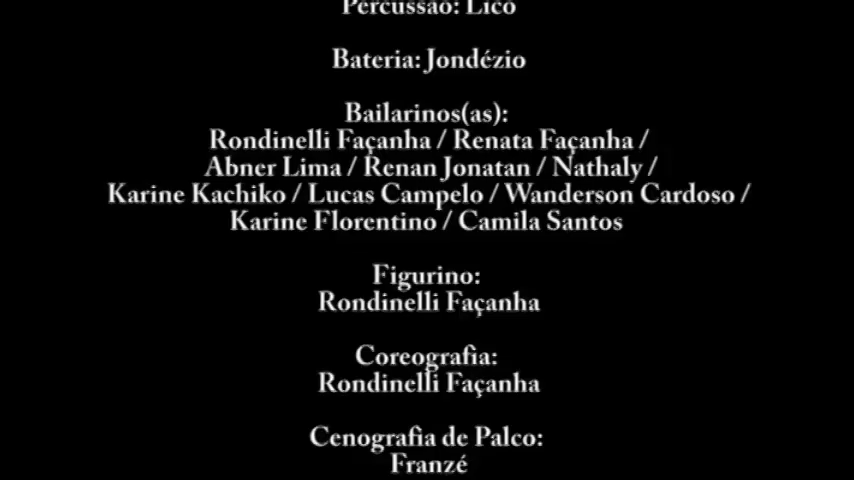 Percussão: Lico
Bateria: Jondézio
Bailarinos(as):
Rondinelli Façanha / Renata Façanha /
Abner Lima / Renan Jonatan / Nathaly /
Karine Kachiko / Lucas Campelo / Wanderson Cardoso /
Karine Florentino / Camila Santos
Figurino:
Rondinelli Façanha
Coreografia:
Rondinelli Façanha
Cenografia de Palco:
Franzé